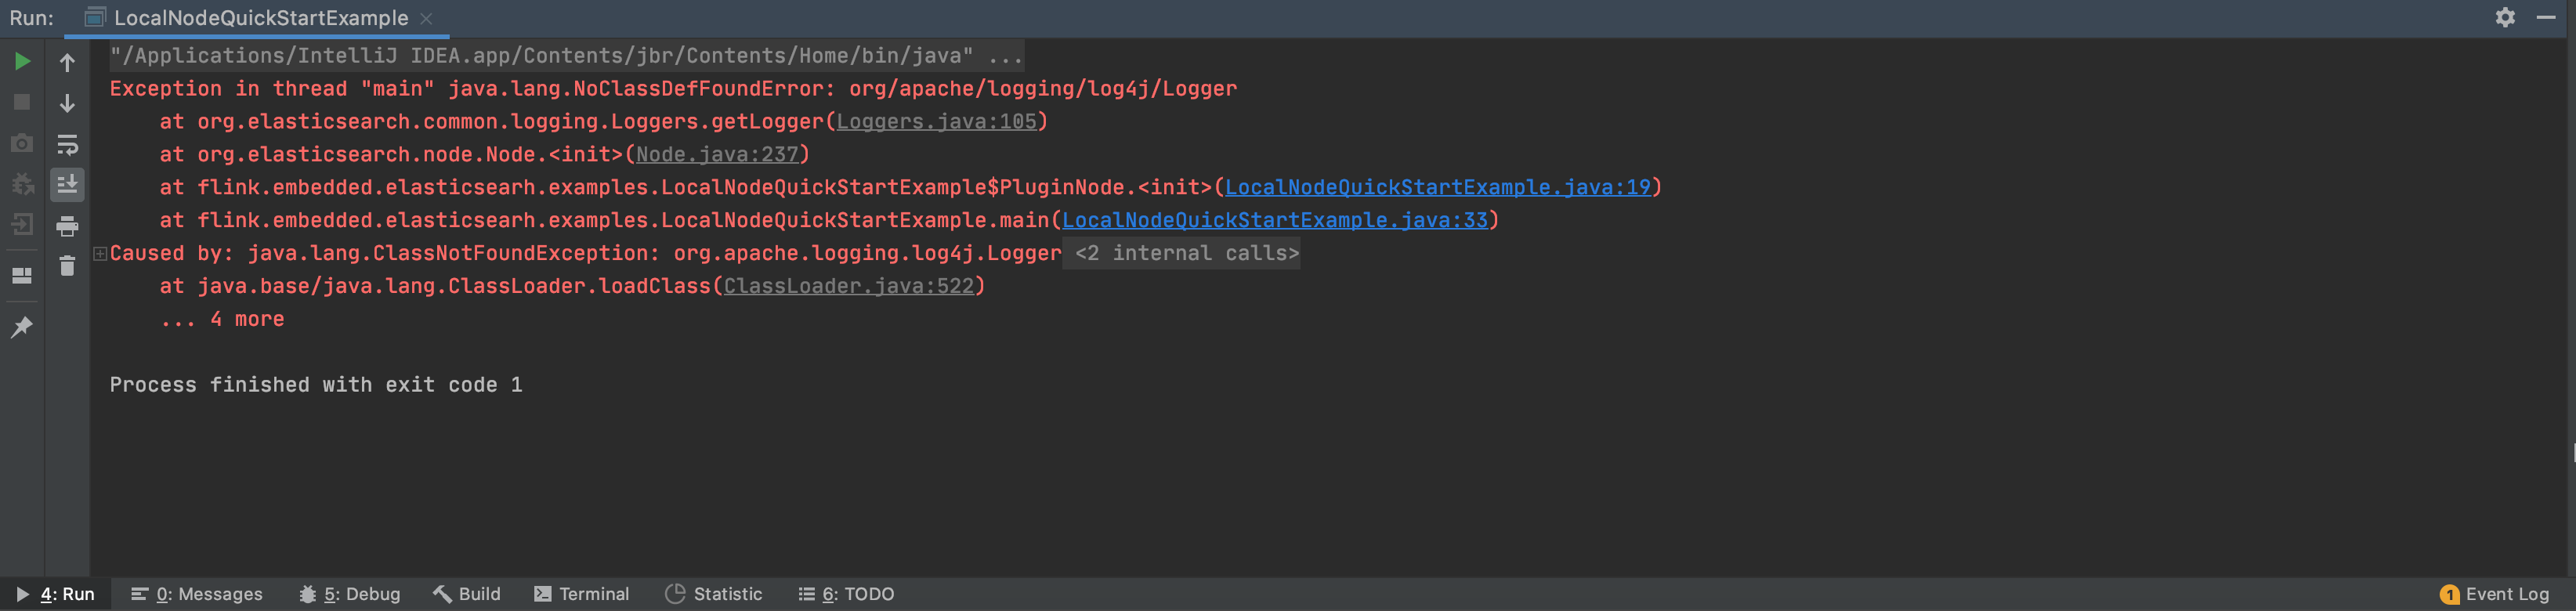 Run: LocalNodeQuickStartExample
"/Applications/IntelliJ IDEA.app/Contents/jbr/Contents/Home/bin/java" ...
Exception in thread "main" java.lang.NoClassDefFoundError: org/apache/logging/log4j/Logger
at org.elasticsearch.common.logging.Loggers.getLogger(Loggers.java:105)
at org.elasticsearch.node.Node.<init>(Node.java:237)
at flink.embedded.elasticsearh.examples.LocalNodeQuickStartExample$PluginNode.<init>(LocalNodeQuickStartExample.java:19)
at flink.embedded.elasticsearh.examples.LocalNodeQuickStartExample.main(LocalNodeQuickStartExample.java:33)
Caused by: java.lang.ClassNotFoundException: org.apache.logging.log4j.Logger <2 internal calls>
at java.base/java.lang.ClassLoader.loadClass(ClassLoader.java:522)
... 4 more
Process finished with exit code 1
4: Run 0: Messages 5: Debug Build Terminal Statistic 6: TODO 1 Event Log